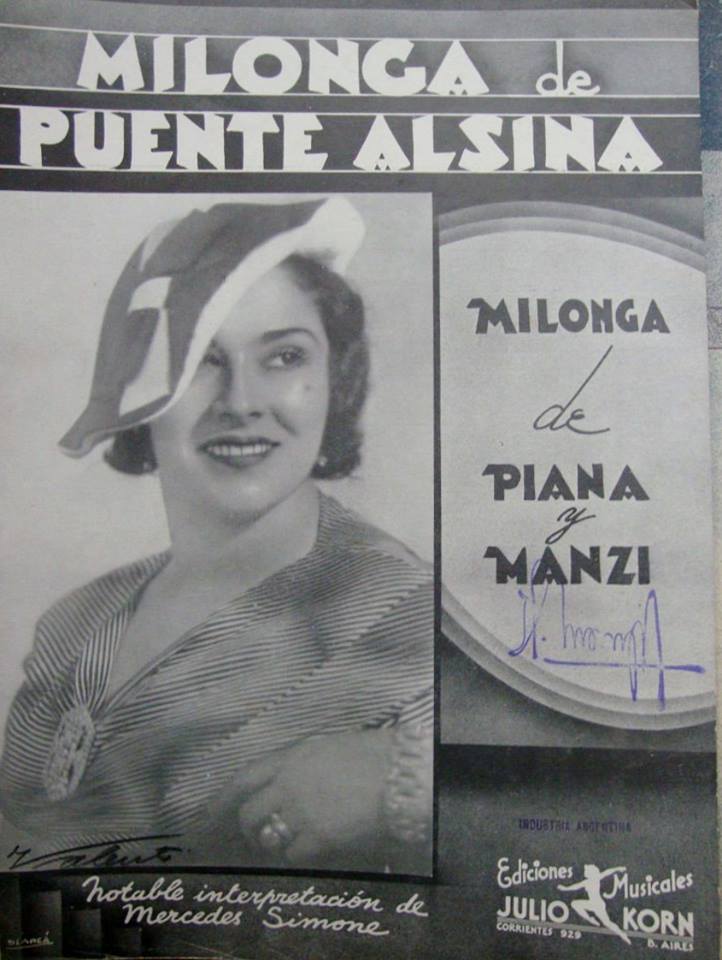 MILONGA de
PUENTE ALSINA
MILONGA
de
PIANA
y
MANZI
INDUSTRIA ARGENTINA
Notable interpretación de
Mercedes Simone
Ediciones Musicales
JULIO KORN
CORRIENTES 929
B. AIRES